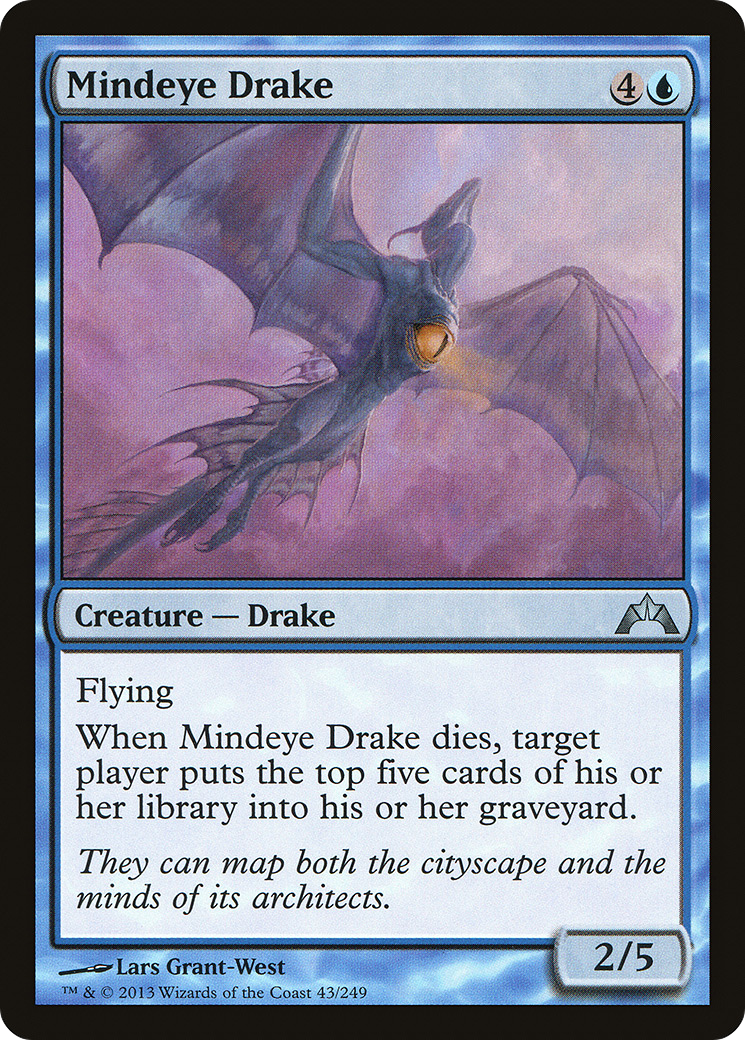 Mindeye Drake 4
Creature — Drake
Flying
When Mindeye Drake dies, target
player puts the top five cards of his or
her library into his or her graveyard.
They can map both the cityscape and the
minds of its architects.
2/5
Lars Grant-West
™ & © 2013 Wizards of the Coast 43/249